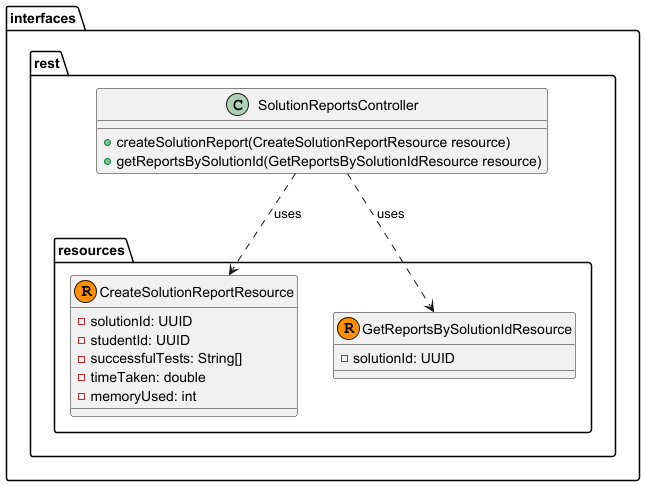 interfaces
rest
C SolutionReportsController
createSolutionReport(CreateSolutionReportResource resource)
getReportsBySolutionId(GetReportsBySolutionIdResource resource)
uses
uses
resources
R CreateSolutionReportResource
solutionId: UUID
studentId: UUID
successfulTests: String[]
timeTaken: double
memoryUsed: int
R GetReportsBySolutionIdResource
solutionId: UUID